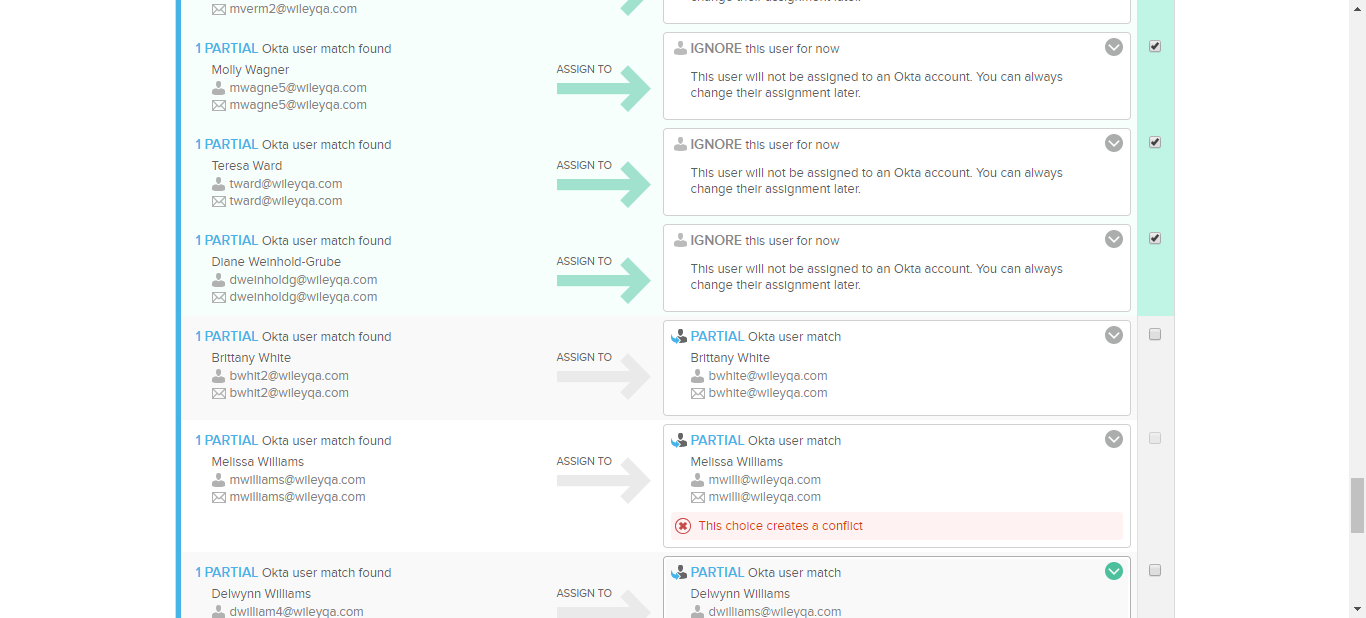 mverm2@wileyqa.com
change their assignment later.
1 PARTIAL Okta user match found
Molly Wagner
mwagne5@wileyqa.com
mwagne5@wileyqa.com
ASSIGN TO
IGNORE this user for now
This user will not be assigned to an Okta account. You can always
change their assignment later.
1 PARTIAL Okta user match found
Teresa Ward
tward@wileyqa.com
tward@wileyqa.com
ASSIGN TO
IGNORE this user for now
This user will not be assigned to an Okta account. You can always
change their assignment later.
1 PARTIAL Okta user match found
Diane Weinhold-Grube
dweinholdg@wileyqa.com
dweinholdg@wileyqa.com
ASSIGN TO
IGNORE this user for now
This user will not be assigned to an Okta account. You can always
change their assignment later.
1 PARTIAL Okta user match found
Brittany White
bwhit2@wileyqa.com
bwhit2@wileyqa.com
ASSIGN TO
PARTIAL Okta user match
Brittany White
bwhite@wileyqa.com
bwhite@wileyqa.com
1 PARTIAL Okta user match found
Melissa Williams
mwilliams@wileyqa.com
mwilliams@wileyqa.com
ASSIGN TO
PARTIAL Okta user match
Melissa Williams
mwilli@wileyqa.com
mwilli@wileyqa.com
This choice creates a conflict
1 PARTIAL Okta user match found
Delwynn Williams
dwilliam4@wileyqa.com
ASSIGN TO
PARTIAL Okta user match
Delwynn Williams
dwilliams@wileyqa.com